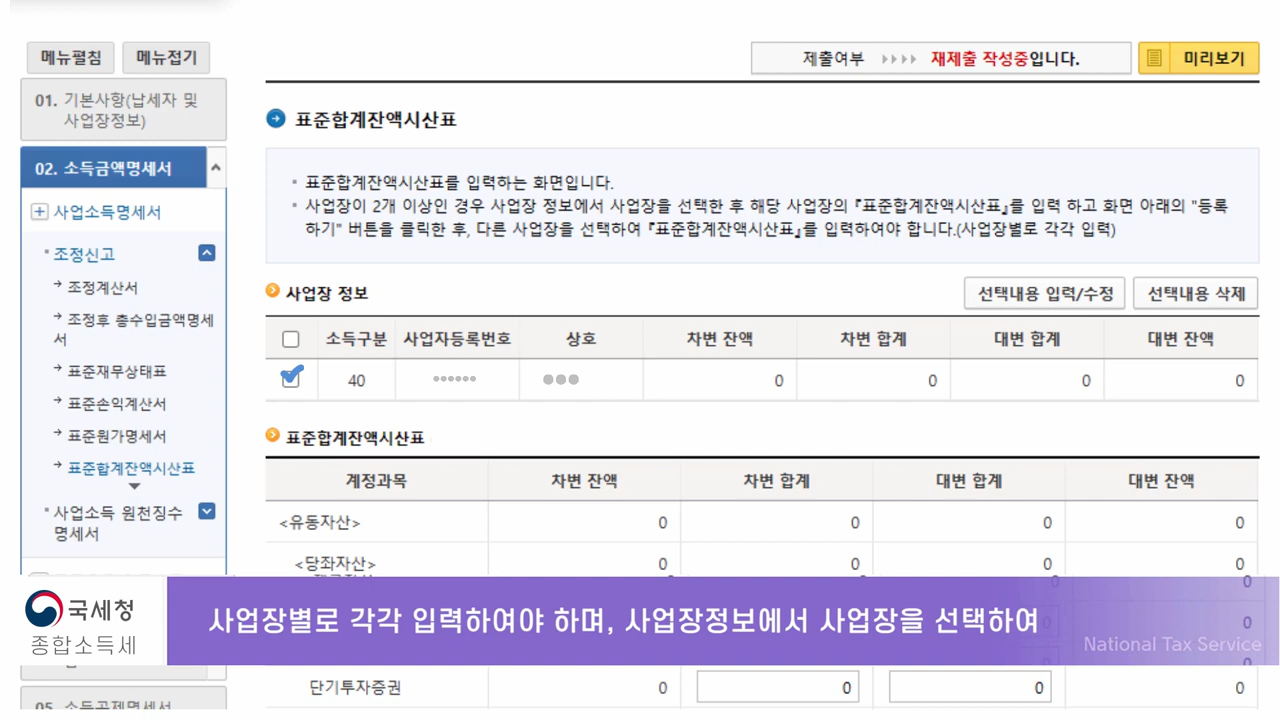 메뉴펼침 메뉴접기
제출여부 재제출 작성중입니다. 미리보기
01. 기본사항(납세자 및
사업장정보)
02. 소득금액명세서
사업소득명세서
조정신고
조정계산서
조정후 총수입금액명세
서
표준재무상태표
표준손익계산서
표준원가명세서
표준합계잔액시산표
사업소득 원천징수
명세서
표준합계잔액시산표
표준합계잔액시산표를 입력하는 화면입니다.
사업장이 2개 이상인 경우 사업장 정보에서 사업장을 선택한 후 해당 사업장의 『표준합계잔액시산표』를 입력 하고 화면 아래의 "등록
하기" 버튼을 클릭한 후, 다른 사업장을 선택하여 『표준합계잔액시산표』를 입력하여야 합니다.(사업장별로 각각 입력)
사업장 정보 선택내용 입력/수정 선택내용 삭제
소득구분 사업자등록번호 상호 차변 잔액 차변 합계 대변 합계 대변 잔액
40 0 0 0 0
표준합계잔액시산표
계정과목 차변 잔액 차변 합계 대변 합계 대변 잔액
<유동자산> 0 0 0 0
<당좌자산> 0 0 0 0
0 0
0 0
0 0
국세청
종합소득세
사업장별로 각각 입력하여야 하며, 사업장정보에서 사업장을 선택하여
National Tax Service
단기투자증권 0 0 0 0
05. 소득공제명세서